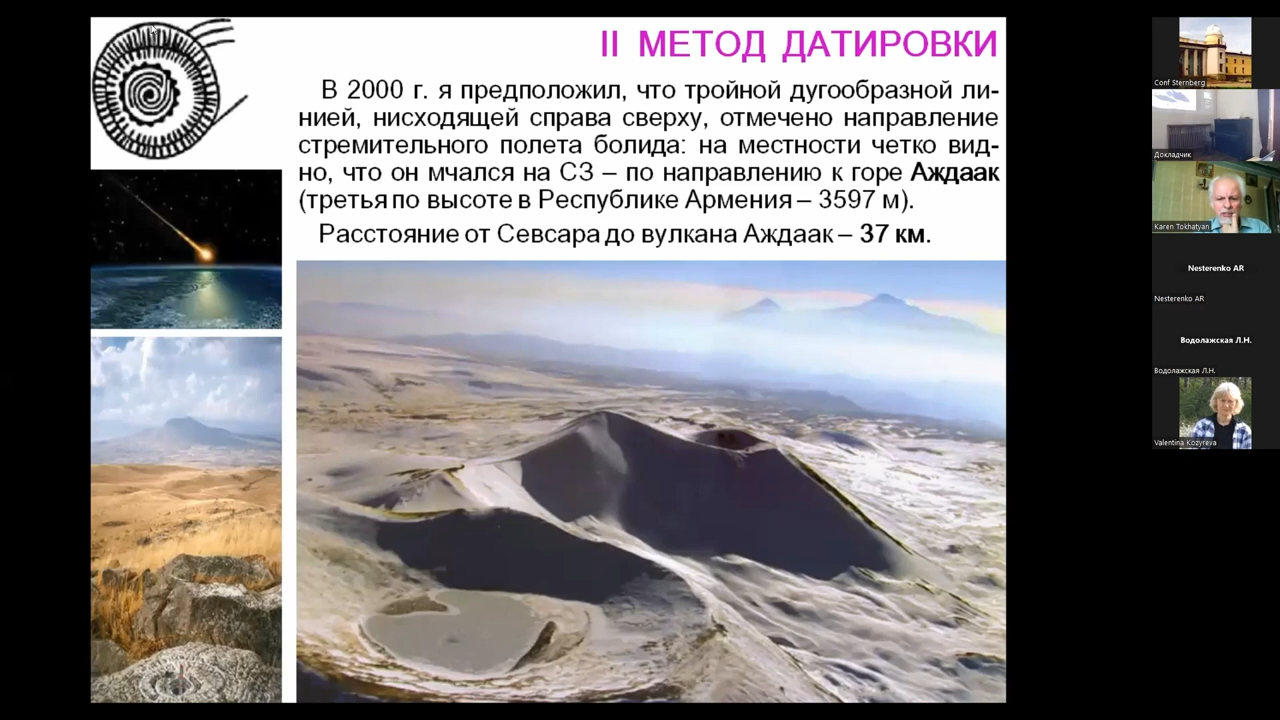 II МЕТОД ДАТИРОВКИ
В 2000 г. я предположил, что тройной дугообразной ли-
нией, нисходящей справа сверху, отмечено направление
стремительного полета болида: на местности четко вид-
но, что он мчался на СЗ – по направлению к горе Аждаак
(третья по высоте в Республике Армения – 3597 м).
Расстояние от Севсара до вулкана Аждаак – 37 км.
Conf Sternberg
Докладчик
Karen Tokhatyan
Nesterenko AR
Nesterenko AR
Водолажская Л.Н.
Водолажская Л.Н.
Valentina Kozyreva